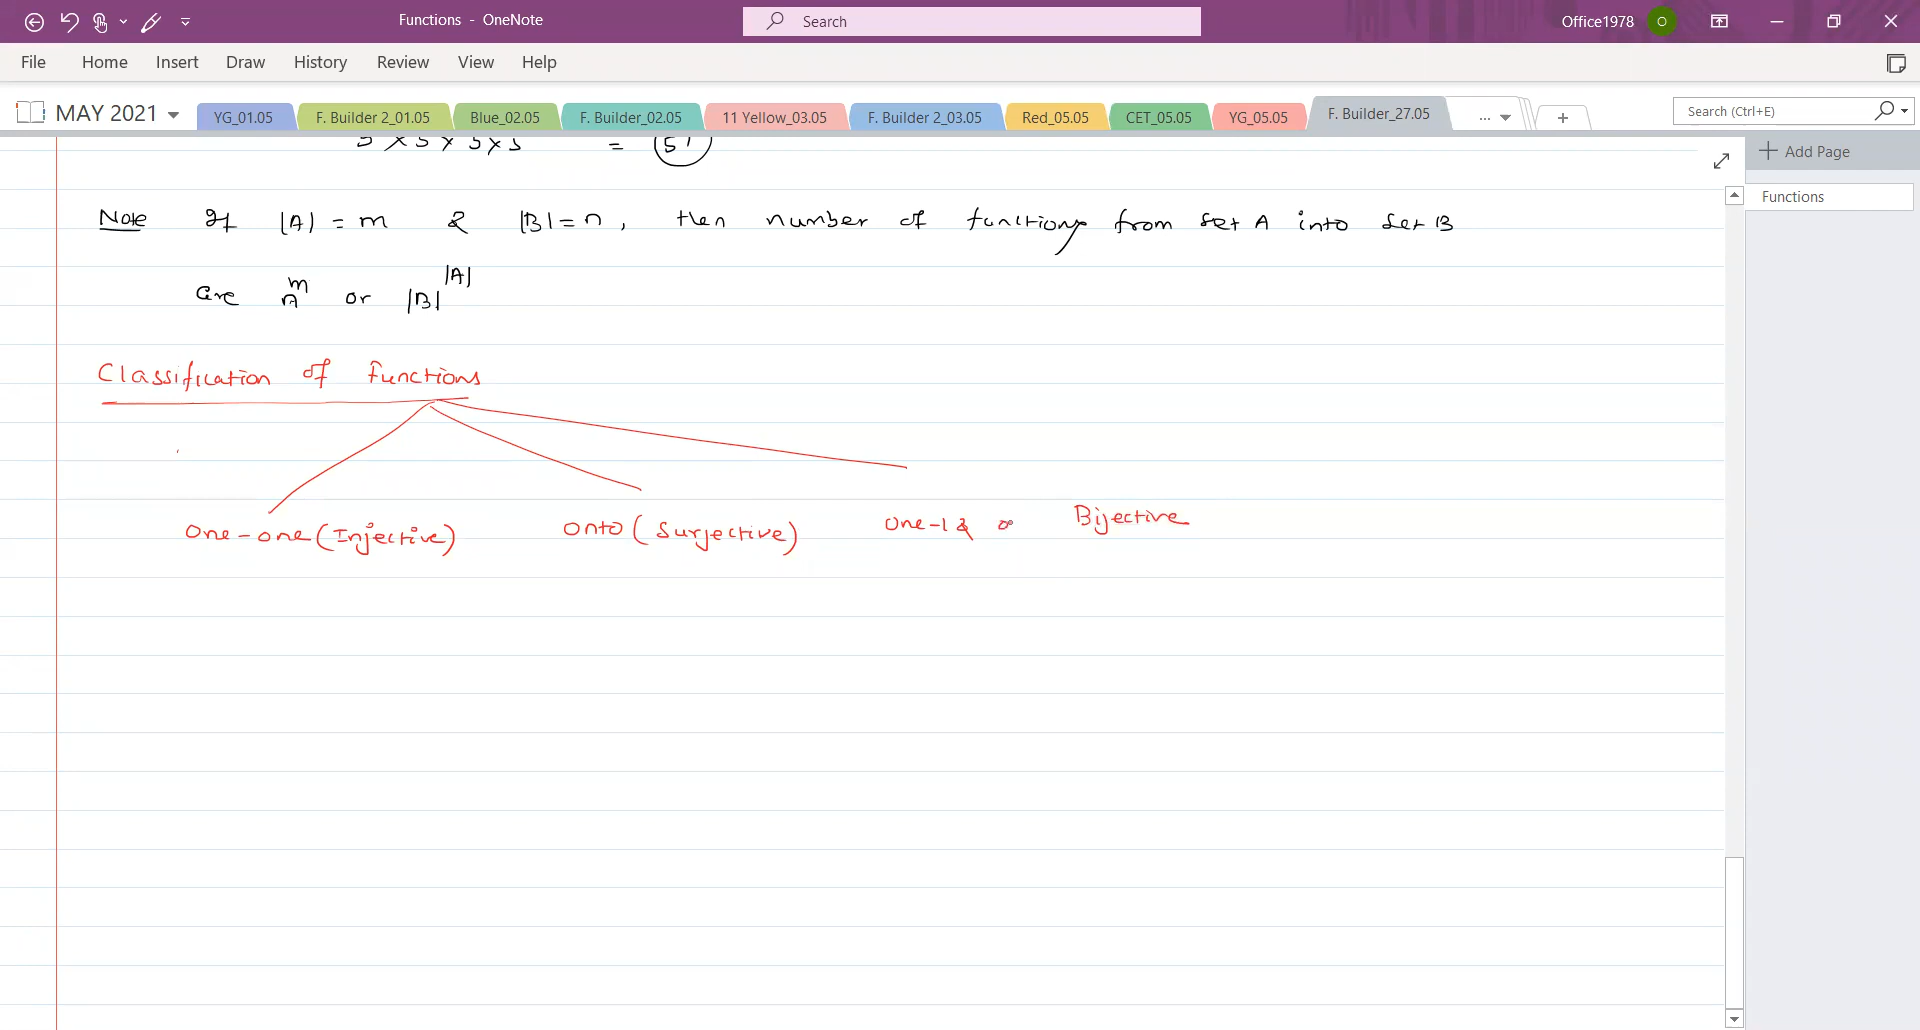 Functions - OneNote
Search
Office1978
O
File Home Insert Draw History Review View Help
MAY 2021
YG_01.05
F. Builder 2_01.05
Blue_02.05
F. Builder_02.05
11 Yellow_03.05
F. Builder 2_03.05
Red_05.05
CET_05.05
YG_05.05
F. Builder_27.05
...
+
Search (Ctrl+E)
Add Page
Functions
Note If |A| = m & |B| = n, then number of functions from set A into set B
are n^m or |B|^|A|
Classification of functions
One-one (Injective) Onto (Surjective) One-1 & Bijective